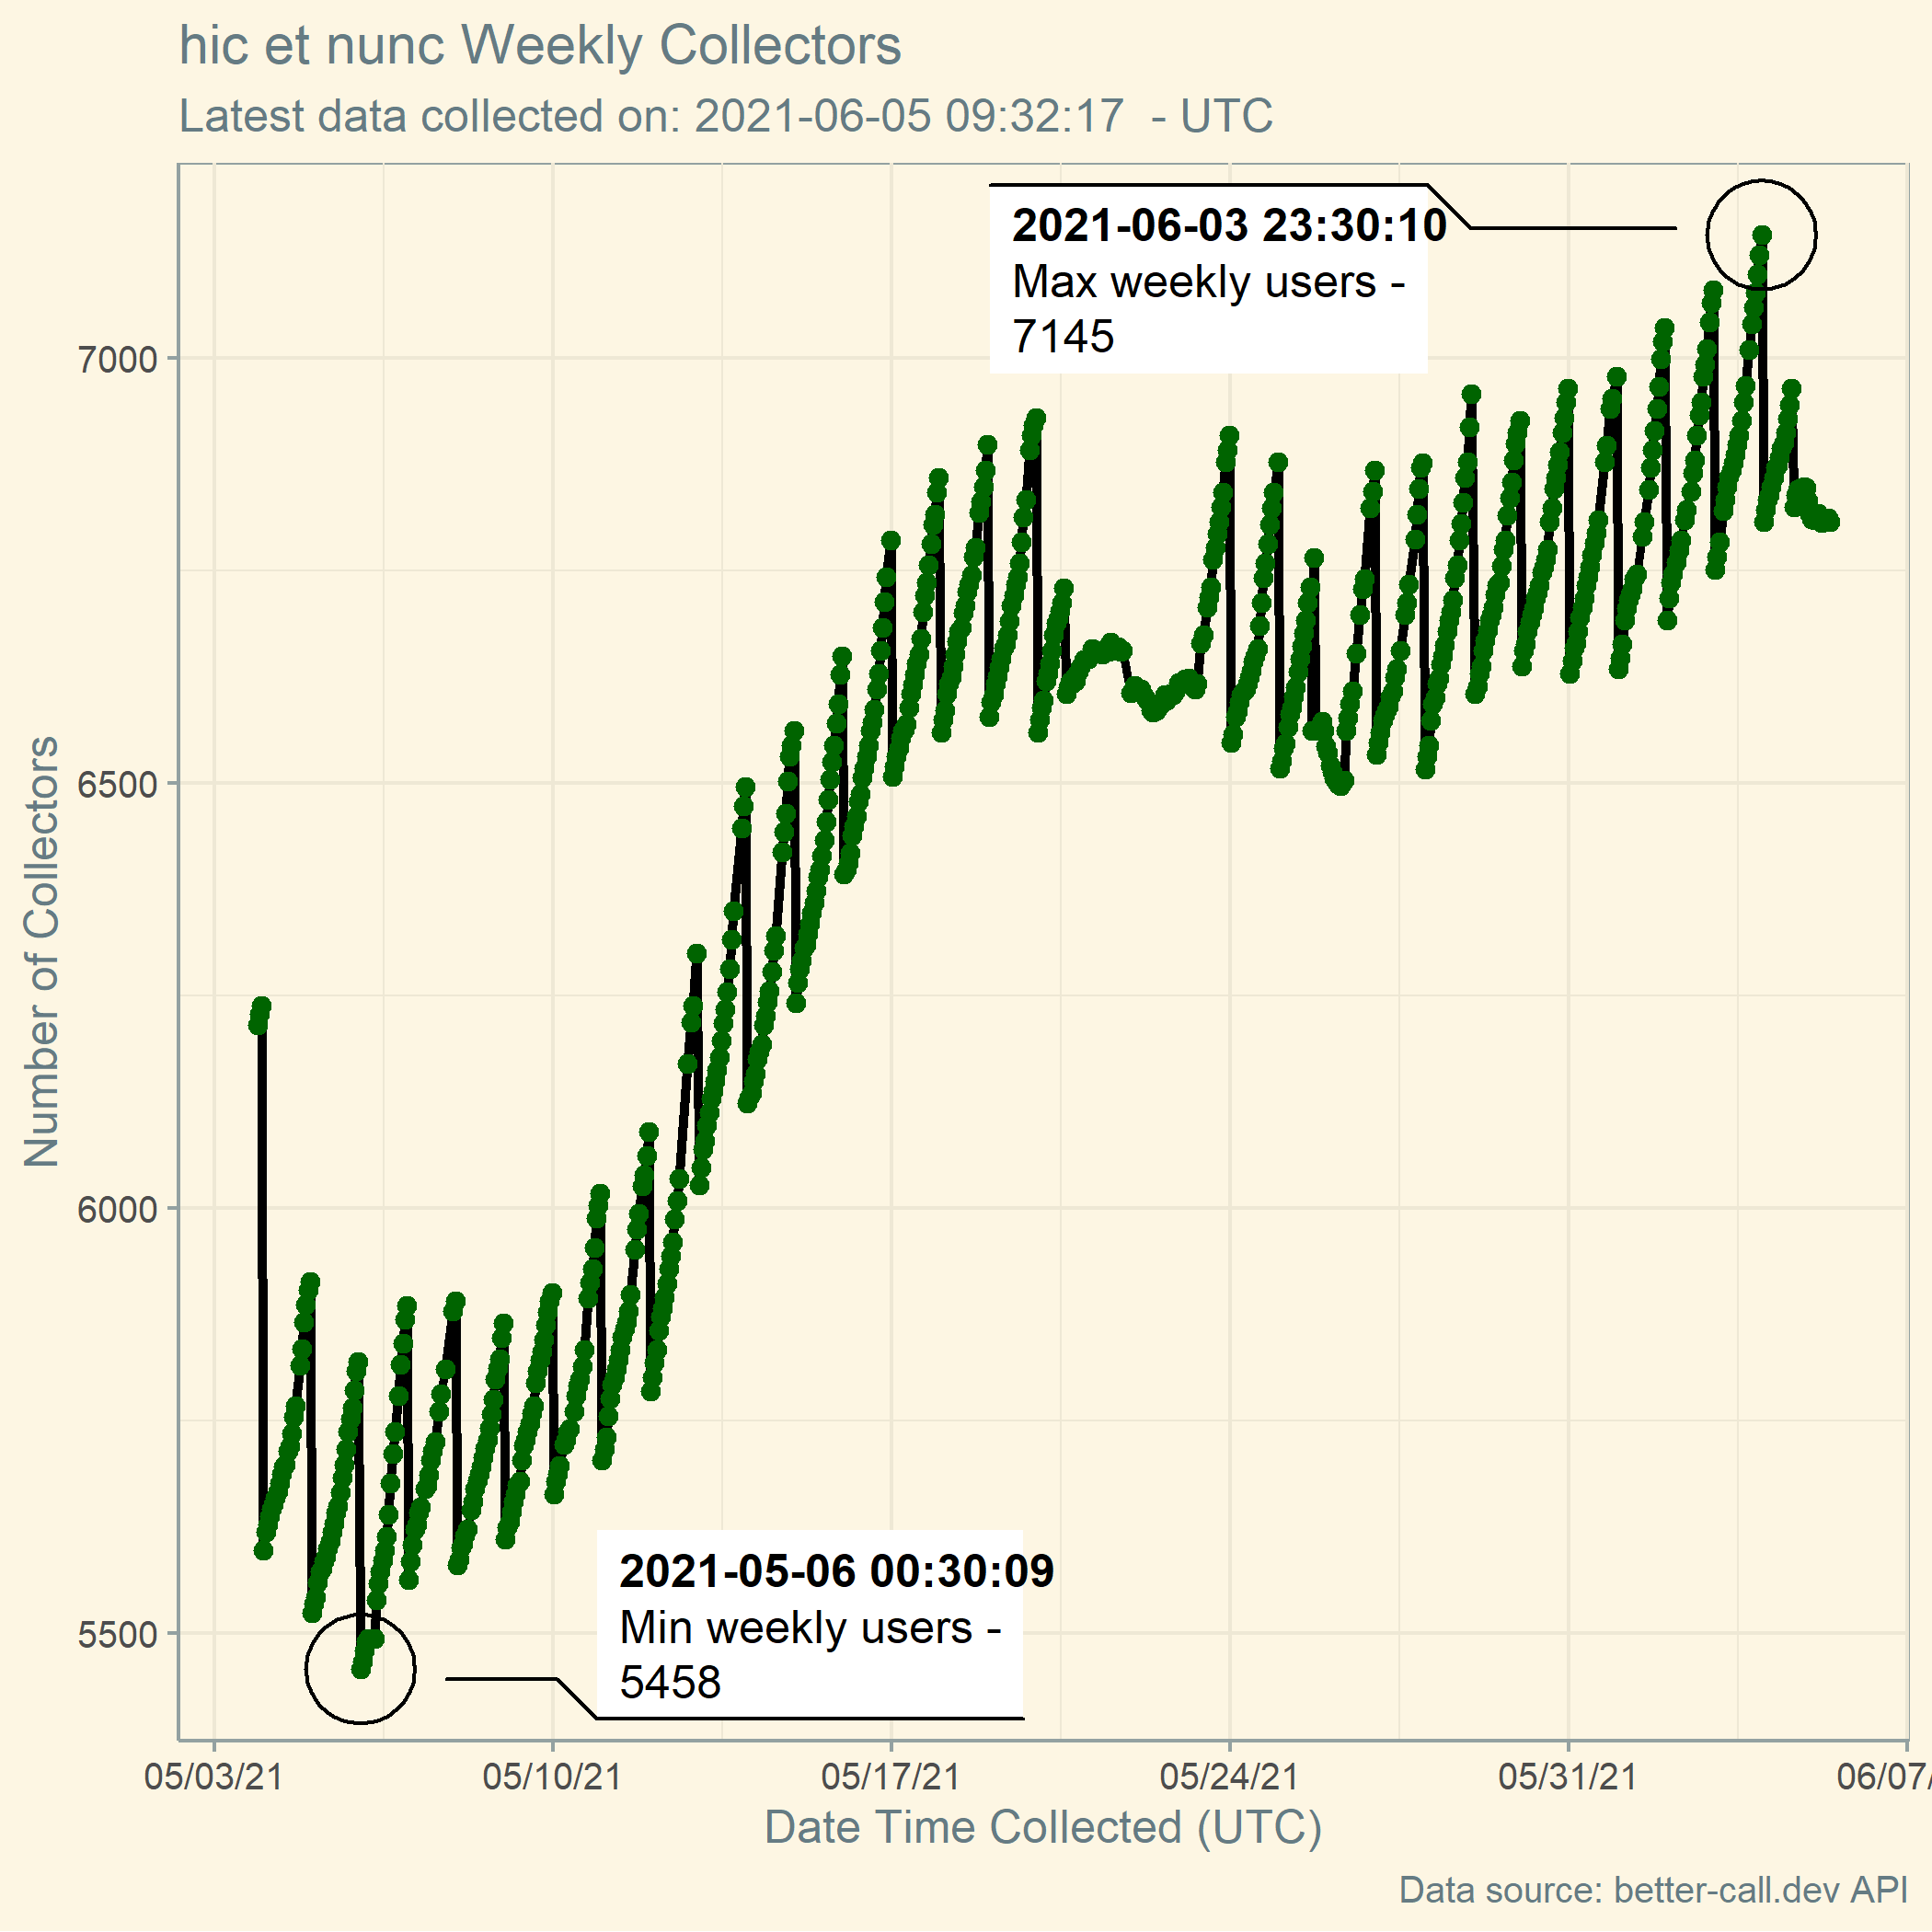 hic et nunc Weekly Collectors
Latest data collected on: 2021-06-05 09:32:17  - UTC
2021-06-03 23:30:10
Max weekly users -
7145
7000
6500
6000
5500
Number of Collectors
2021-05-06 00:30:09
Min weekly users -
5458
05/03/21 05/10/21 05/17/21 05/24/21 05/31/21 06/07/
Date Time Collected (UTC)
Data source: better-call.dev API